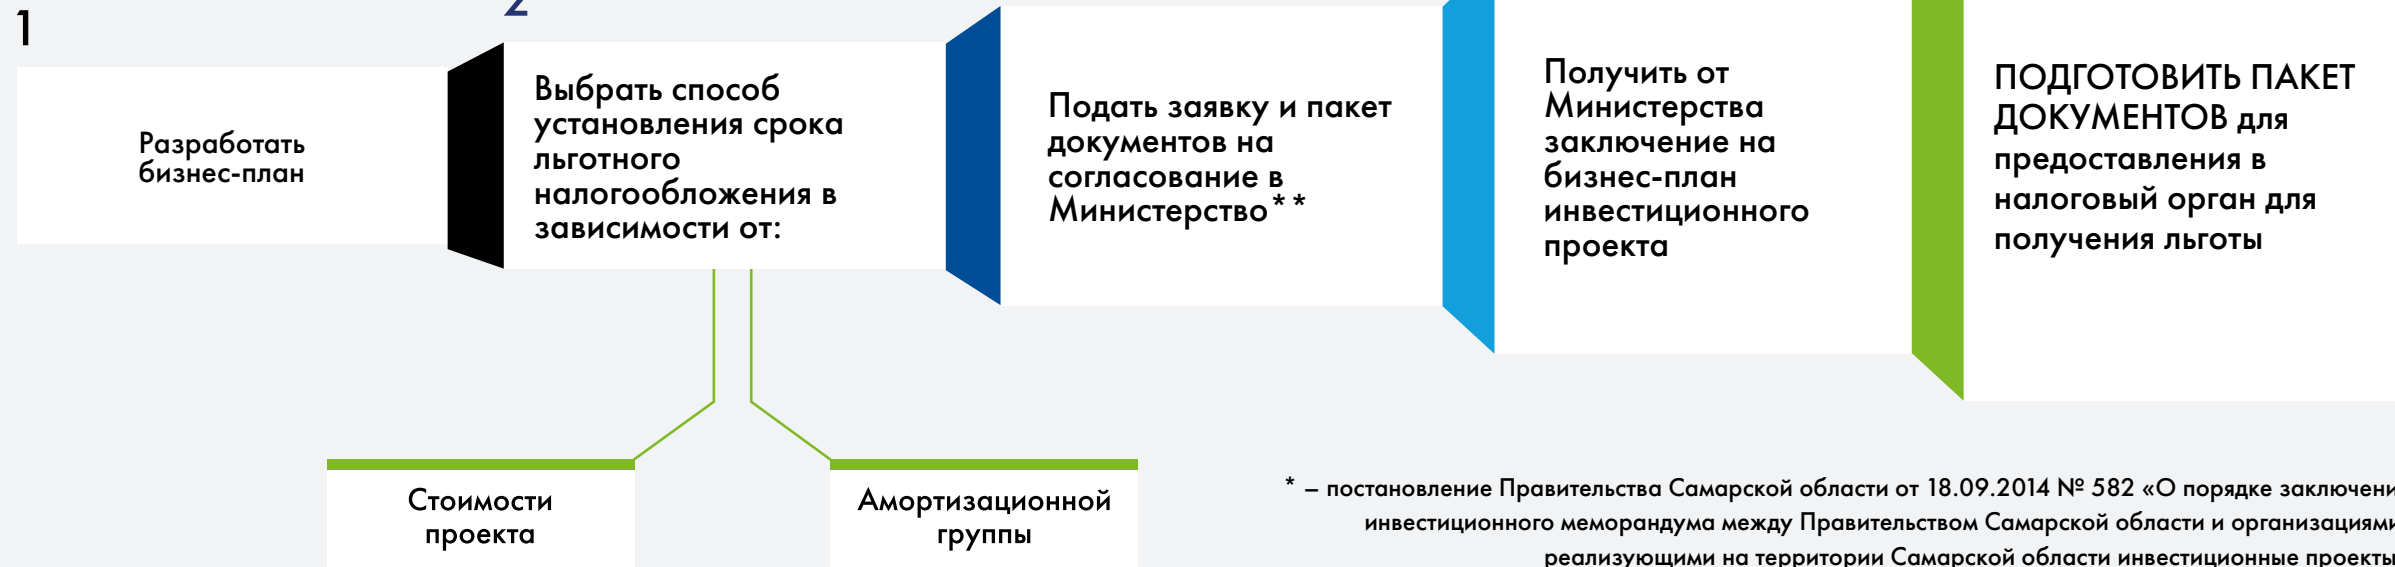 1
2
Разработать
бизнес-план
Выбрать способ
установления срока
льготного
налогообложения в
зависимости от:
Подать заявку и пакет
документов на
согласование в
Министерство**
Получить от
Министерства
заключение на
бизнес-план
инвестиционного
проекта
ПОДГОТОВИТЬ ПАКЕТ
ДОКУМЕНТОВ для
предоставления в
налоговый орган для
получения льготы
Стоимости
проекта
Амортизационной
группы
* – постановление Правительства Самарской области от 18.09.2014 № 582 «О порядке заключени
инвестиционного меморандума между Правительством Самарской области и организациями
реализующими на территории Самарской области инвестиционные проекты